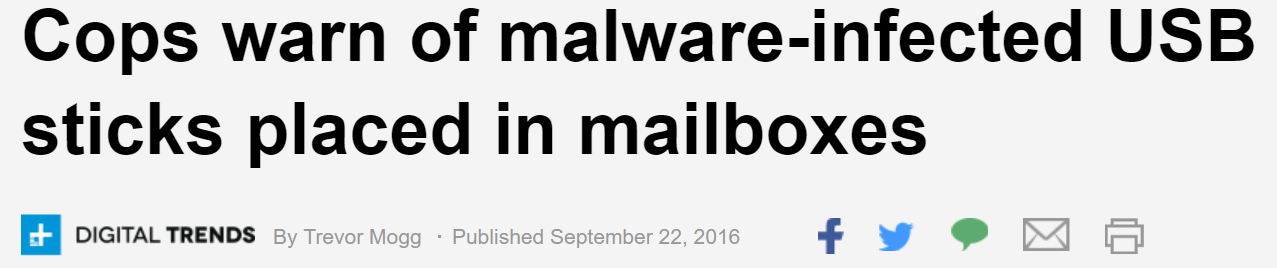 Cops warn of malware-infected USB
sticks placed in mailboxes
DIGITAL TRENDS By Trevor Mogg · Published September 22, 2016